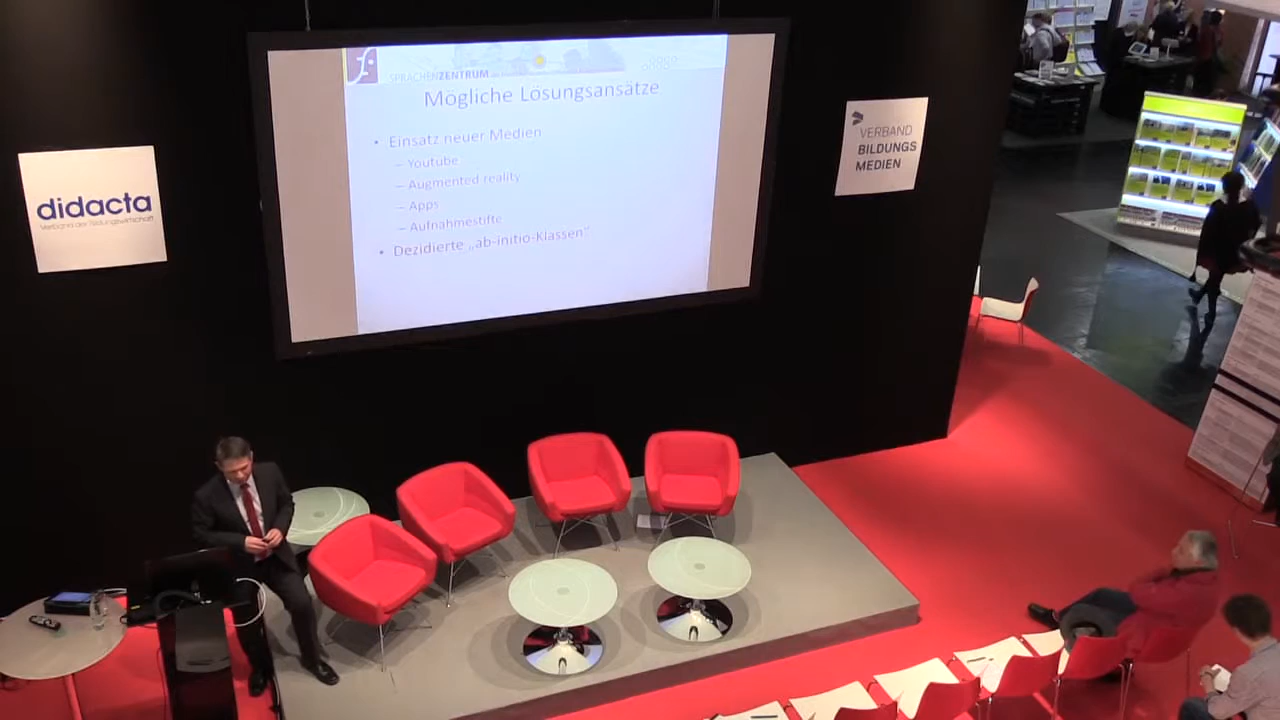 SPRACHENZENTRUM
Mögliche Lösungsansätze
• Einsatz neuer Medien
– Youtube
– Augmented reality
– Apps
– Aufnahmestifte
• Dezidierte „ab-initio-Klassen“
didacta
Verband der Bildungswirtschaft
VERBAND
BILDUNGS
MEDIEN